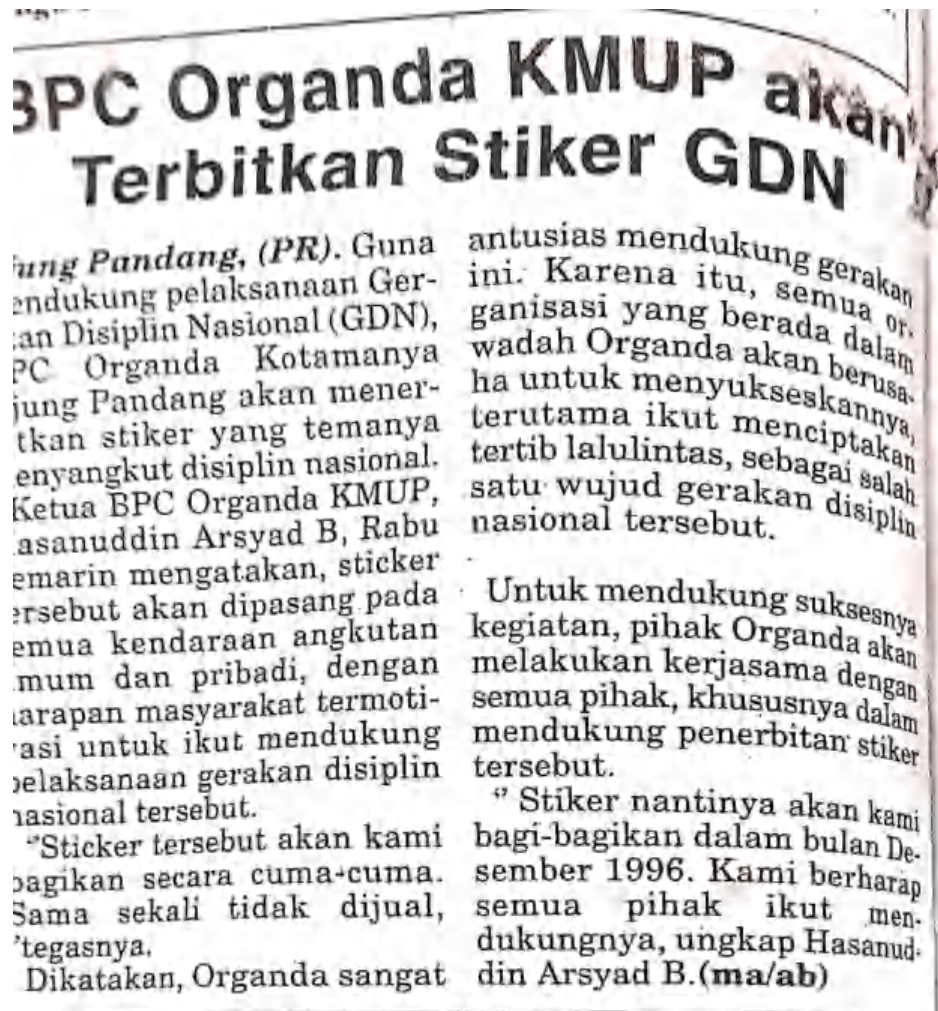 BPC Organda KMUP akan
Terbitkan Stiker GDN
jung Pandang, (PR). Guna
endukung pelaksanaan Ger-
an Disiplin Nasional (GDN),
PC Organda Kotamanya
jung Pandang akan mener-
tkan stiker yang temanya
enyangkut disiplin nasional.
Ketua BPC Organda KMUP,
asanuddin Arsyad B, Rabu
emarin mengatakan, sticker
ersebut akan dipasang pada
emua kendaraan angkutan
mum dan pribadi, dengan
arapan masyarakat termoti-
asi untuk ikut mendukung
pelaksanaan gerakan disiplin
nasional tersebut.
"Sticker tersebut akan kami
bagikan secara cuma-cuma.
Sama sekali tidak dijual,
"tegasnya.
Dikatakan, Organda sangat
antusias mendukung gerakan
ini. Karena itu, semua or-
ganisasi yang berada dalam
wadah Organda akan berusa-
ha untuk menyukseskannya,
terutama ikut menciptakan
tertib lalulintas, sebagai salah
satu wujud gerakan disiplin
nasional tersebut.
Untuk mendukung suksesnya
kegiatan, pihak Organda akan
melakukan kerjasama dengan
semua pihak, khususnya dalam
mendukung penerbitan stiker
tersebut.
" Stiker nantinya akan kami
bagi-bagikan dalam bulan De-
sember 1996. Kami berharap
semua pihak ikut men-
dukungnya, ungkap Hasanud-
din Arsyad B.(ma/ab)